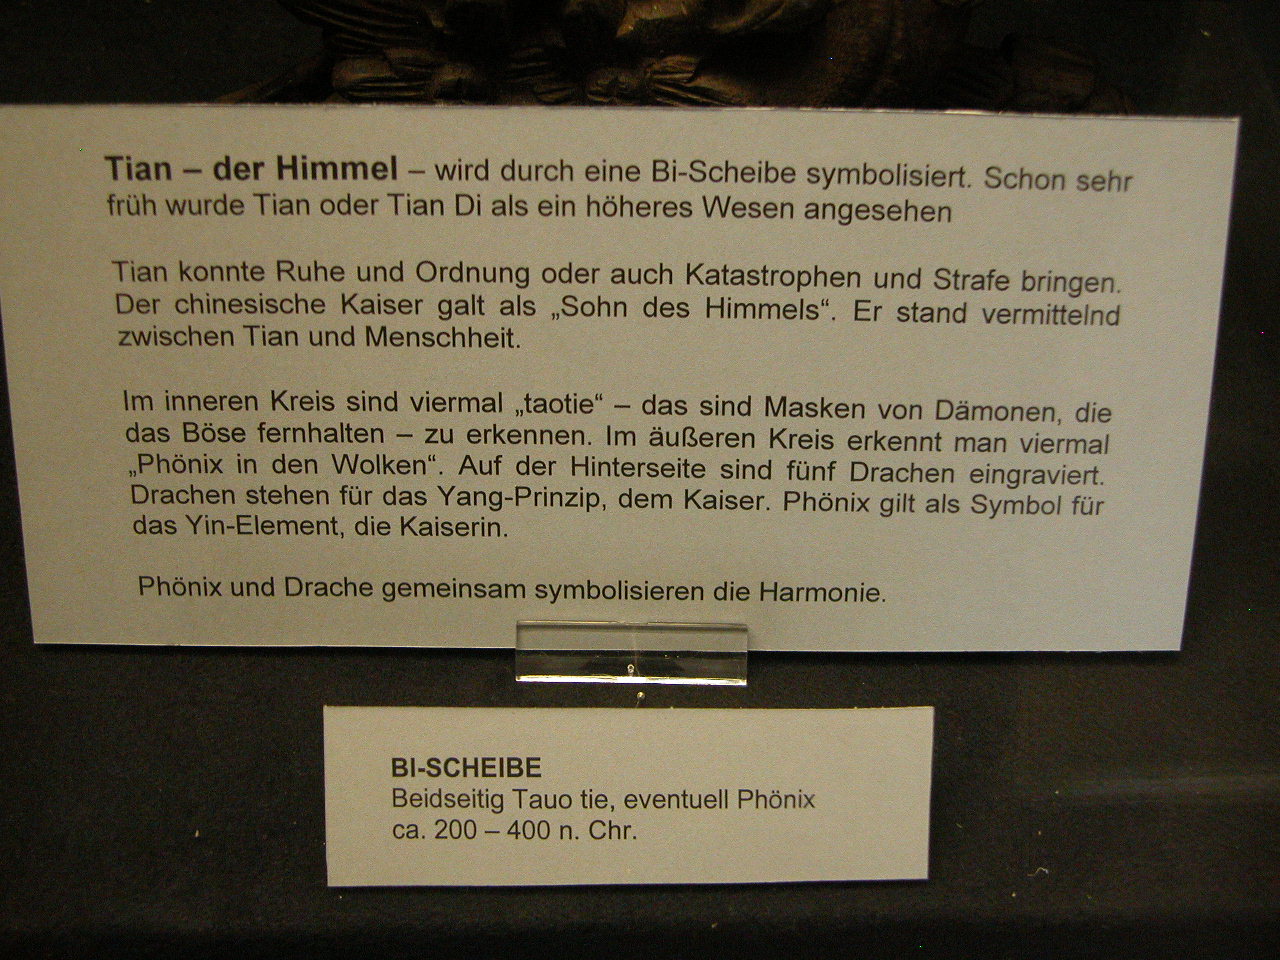 Tian – der Himmel – wird durch eine Bi-Scheibe symbolisiert. Schon sehr
früh wurde Tian oder Tian Di als ein höheres Wesen angesehen
Tian konnte Ruhe und Ordnung oder auch Katastrophen und Strafe bringen.
Der chinesische Kaiser galt als „Sohn des Himmels“. Er stand vermittelnd
zwischen Tian und Menschheit.
Im inneren Kreis sind viermal „taotie“ – das sind Masken von Dämonen, die
das Böse fernhalten – zu erkennen. Im äußeren Kreis erkennt man viermal
„Phönix in den Wolken“. Auf der Hinterseite sind fünf Drachen eingraviert.
Drachen stehen für das Yang-Prinzip, dem Kaiser. Phönix gilt als Symbol für
das Yin-Element, die Kaiserin.
Phönix und Drache gemeinsam symbolisieren die Harmonie.
BI-SCHEIBE
Beidseitig Tauo tie, eventuell Phönix
ca. 200 – 400 n. Chr.